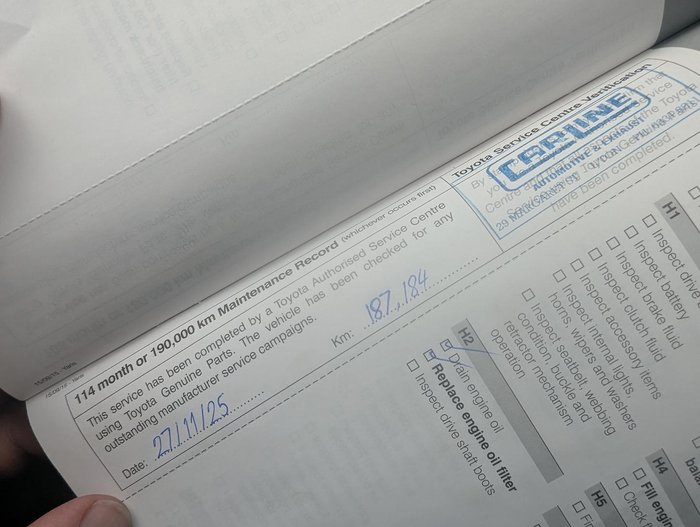 114 month or 190,000 km Maintenance Record (whichever occurs first)
This service has been completed by a Toyota Authorised Service Centre
using Toyota Genuine Parts. The vehicle has been checked for any
outstanding manufacturer service campaigns.
Date: 27/11/25
Km: 187,184
Toyota Service Centre Verification
CARLINE
AUTOMOTIVE & EXHAUST
29 MARGARET ST
have been completed.
H1
Inspect battery
Inspect brake fluid
Inspect clutch fluid
Inspect accessory items
Inspect internal lights,
horns, wipers and washers
Inspect seatbelt, webbing
condition, buckle and
retractor mechanism
operation
H2
Drain engine oil
Replace engine oil filter
Inspect drive shaft boots
H4
H5